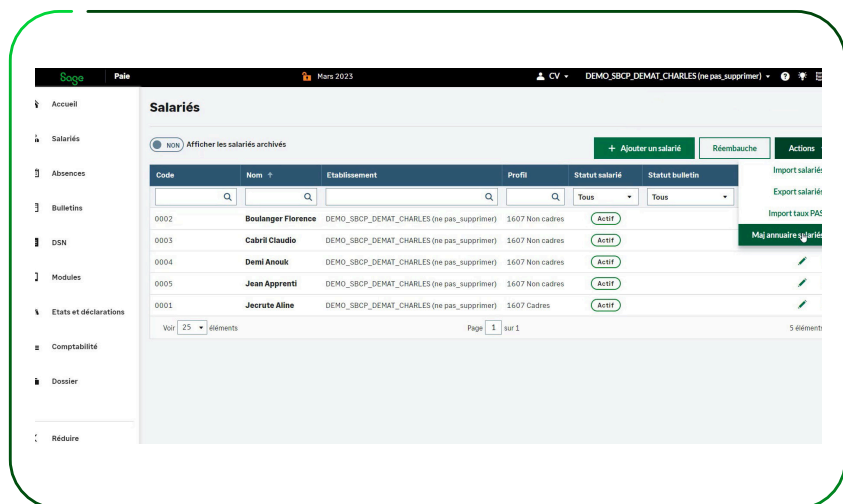 Sage Paie Mars 2023 CV DEMO_SBCP_DEMAT_CHARLES (ne pas_supprimer)
Accueil
Salariés
Absences
Bulletins
DSN
Modules
Etats et déclarations
Comptabilité
Dossier
Réduire
Salariés
NON Afficher les salariés archivés
+ Ajouter un salarié Réembauche Actions
Import salariés
Export salariés
Import taux PAS
Maj annuaire salariés
Code Nom ↑ Etablissement Profil Statut salarié Statut bulletin
Tous Tous
0002 Boulanger Florence DEMO_SBCP_DEMAT_CHARLES (ne pas_supprimer) 1607 Non cadres Actif
0003 Cabril Claudio DEMO_SBCP_DEMAT_CHARLES (ne pas_supprimer) 1607 Non cadres Actif
0004 Demi Anouk DEMO_SBCP_DEMAT_CHARLES (ne pas_supprimer) 1607 Non cadres Actif
0005 Jean Apprenti DEMO_SBCP_DEMAT_CHARLES (ne pas_supprimer) 1607 Non cadres Actif
0001 Jecrute Aline DEMO_SBCP_DEMAT_CHARLES (ne pas_supprimer) 1607 Cadres Actif
Voir 25 éléments Page 1 sur 1 5 éléments